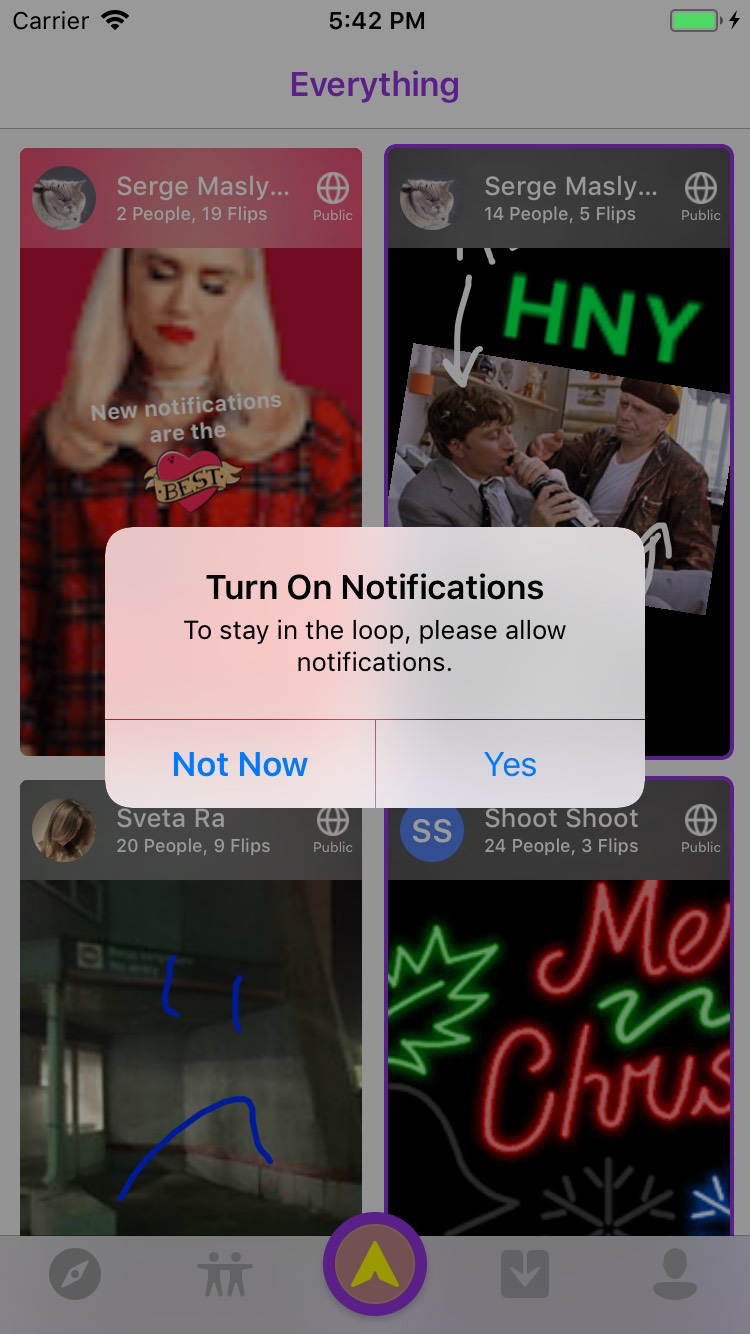 Carrier 5:42 PM
Everything
Serge Masly...
2 People, 19 Flips
Public
Serge Masly...
14 People, 5 Flips
Public
New notifications
are the
BEST
HNY
Turn On Notifications
To stay in the loop, please allow
notifications.
Not Now Yes
Sveta Ra
20 People, 9 Flips
Public
SS
Shoot Shoot
24 People, 3 Flips
Public
Mer
Chris